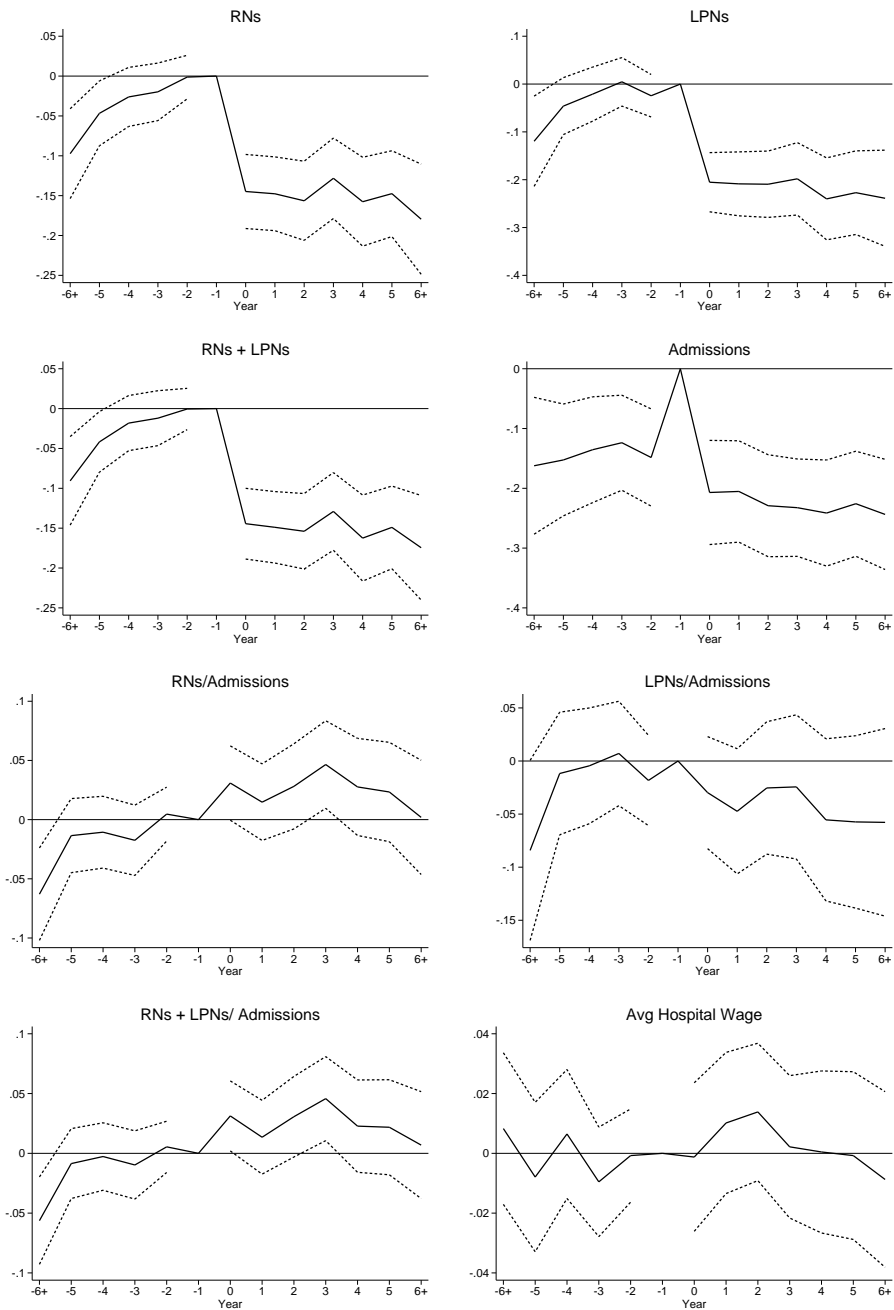 RNs
.05
0
-.05
-.1
-.15
-.2
-.25
-6+ -5 -4 -3 -2 -1 0 1 2 3 4 5 6+
Year
LPNs
.1
0
-.1
-.2
-.3
-.4
-6+ -5 -4 -3 -2 -1 0 1 2 3 4 5 6+
Year
RNs + LPNs
.05
0
-.05
-.1
-.15
-.2
-.25
-6+ -5 -4 -3 -2 -1 0 1 2 3 4 5 6+
Year
Admissions
0
-.1
-.2
-.3
-.4
-6+ -5 -4 -3 -2 -1 0 1 2 3 4 5 6+
Year
RNs/Admissions
.1
.05
0
-.05
-.1
-6+ -5 -4 -3 -2 -1 0 1 2 3 4 5 6+
Year
LPNs/Admissions
.05
0
-.05
-.1
-.15
-6+ -5 -4 -3 -2 -1 0 1 2 3 4 5 6+
Year
RNs + LPNs/ Admissions
.1
.05
0
-.05
-.1
-6+ -5 -4 -3 -2 -1 0 1 2 3 4 5 6+
Year
Avg Hospital Wage
.04
.02
0
-.02
-.04
-6+ -5 -4 -3 -2 -1 0 1 2 3 4 5 6+
Year